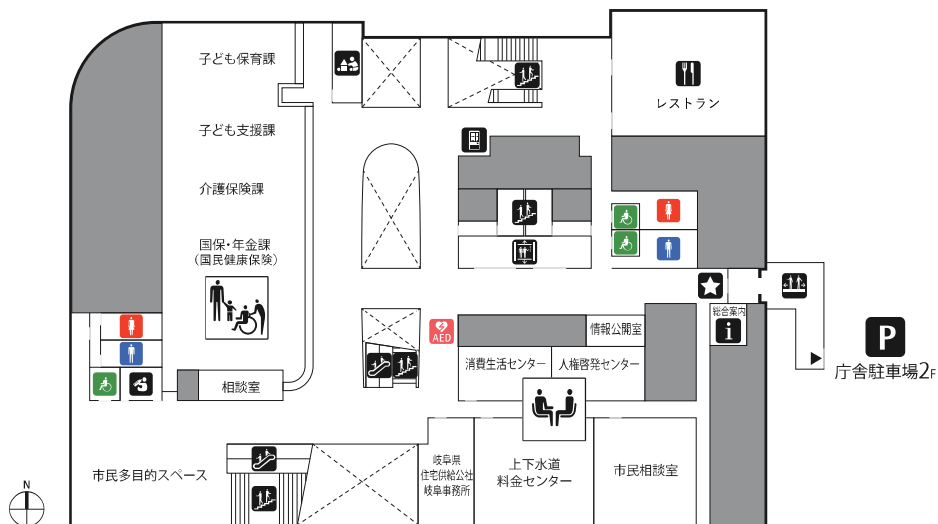 子ども保育課
レストラン
子ども支援課
介護保険課
国保・年金課
(国民健康保険)
総合案内
i
AED
情報公開室
P
庁舎駐車場2F
消費生活センター
人権啓発センター
相談室
市民多目的スペース
岐阜県
住宅供給公社
岐阜事務所
上下水道
料金センター
市民相談室
N